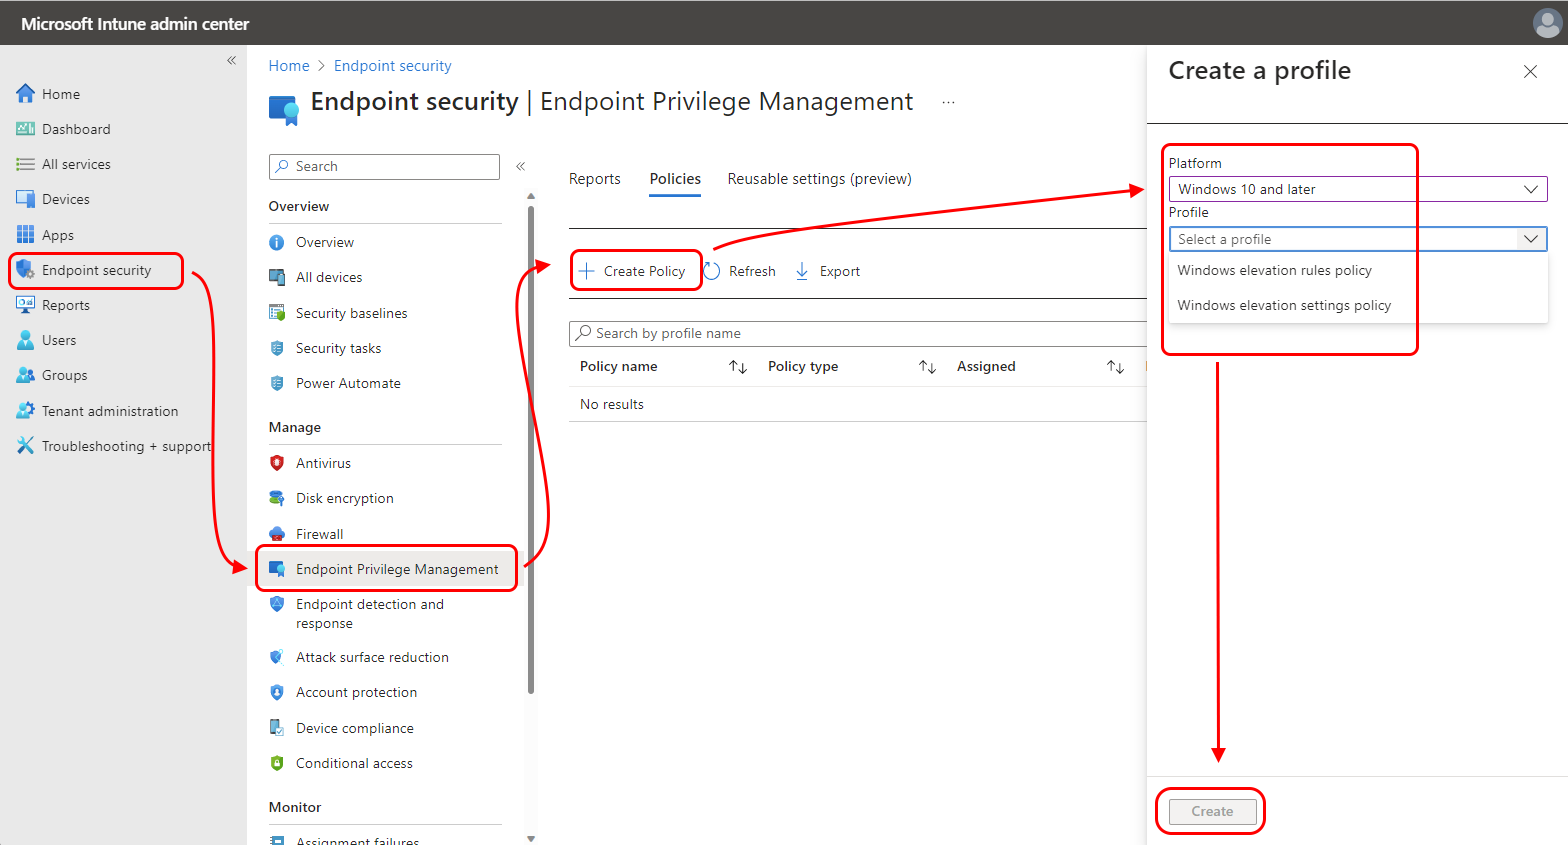 Microsoft Intune admin center
«
Home
Dashboard
All services
Devices
Apps
Endpoint security
Reports
Users
Groups
Tenant administration
Troubleshooting + support
Home > Endpoint security
Endpoint security | Endpoint Privilege Management ...
Search
«
Overview
Overview
All devices
Security baselines
Security tasks
Power Automate
Manage
Antivirus
Disk encryption
Firewall
Endpoint Privilege Management
Endpoint detection and
response
Attack surface reduction
Account protection
Device compliance
Conditional access
Monitor
Assignment failures
Reports Policies Reusable settings (preview)
+ Create Policy Refresh Export
Search by profile name
Policy name Policy type Assigned
No results
Create a profile
Platform
Windows 10 and later
Profile
Select a profile
Windows elevation rules policy
Windows elevation settings policy
Create